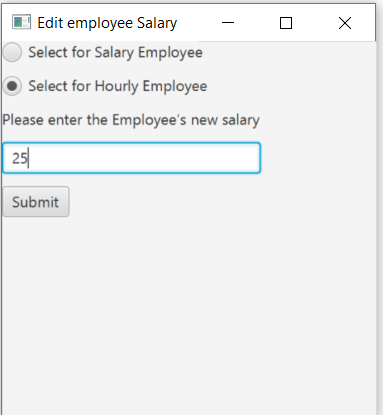 Edit employee Salary
Select for Salary Employee
Select for Hourly Employee
Please enter the Employee's new salary
25
Submit